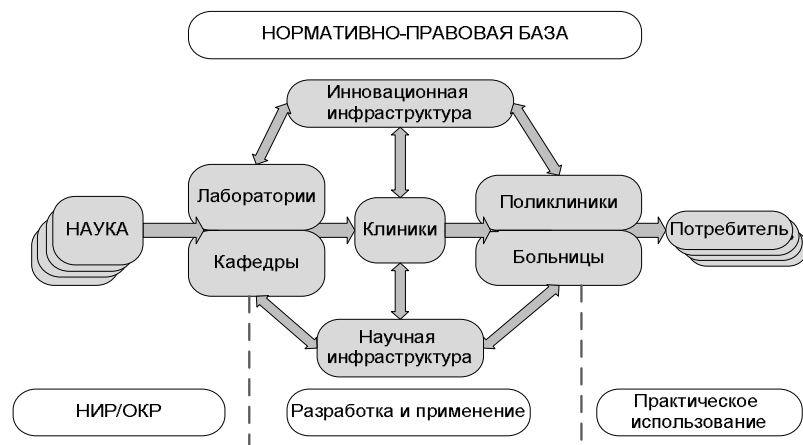 НОРМАТИВНО-ПРАВОВАЯ БАЗА
Инновационная
инфраструктура
Лаборатории
Поликлиники
НАУКА
Клиники
Потребитель
Кафедры
Больницы
Научная
инфраструктура
НИР/ОКР
Разработка и применение
Практическое
использование